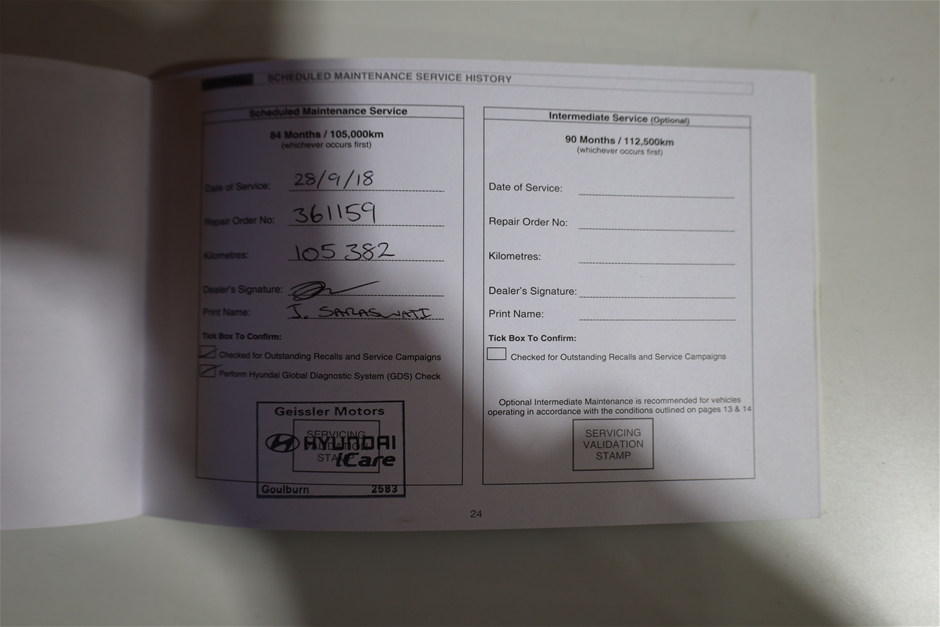 SCHEDULED MAINTENANCE SERVICE HISTORY
Scheduled Maintenance Service
84 Months / 105,000km
(whichever occurs first)
Date of Service: 28/9/18
Repair Order No: 361159
Kilometres: 105 382
Dealer's Signature:
Print Name: J. SARASWATI
Tick Box To Confirm:
Checked for Outstanding Recalls and Service Campaigns
Perform Hyundai Global Diagnostic System (GDS) Check
Geissler Motors
SERVICING
VALIDATION
STAMP
HYUNDAI
iCare
Goulburn 2583
Intermediate Service (Optional)
90 Months / 112,500km
(whichever occurs first)
Date of Service:
Repair Order No:
Kilometres:
Dealer's Signature:
Print Name:
Tick Box To Confirm:
Checked for Outstanding Recalls and Service Campaigns
Optional Intermediate Maintenance is recommended for vehicles
operating in accordance with the conditions outlined on pages 13 & 14
SERVICING
VALIDATION
STAMP
24